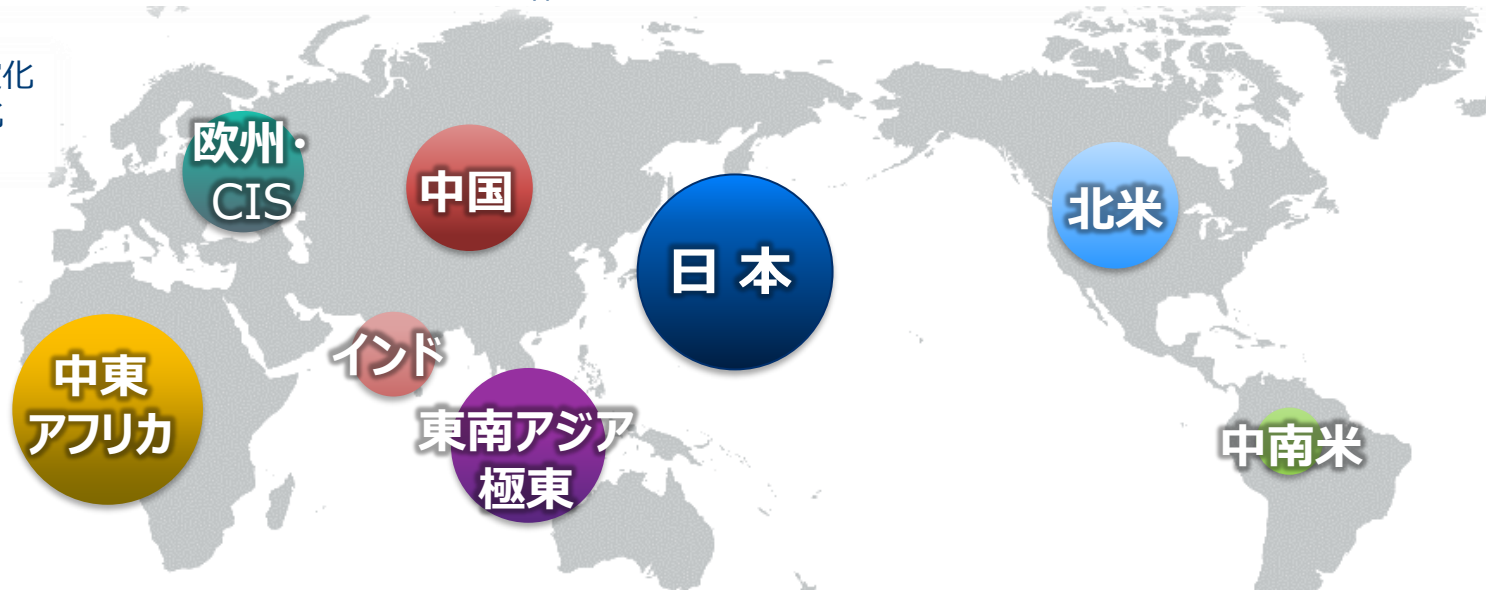 欧州・
CIS
中国
日 本
北米
インド
中東
アフリカ
東南アジア
極東
中南米